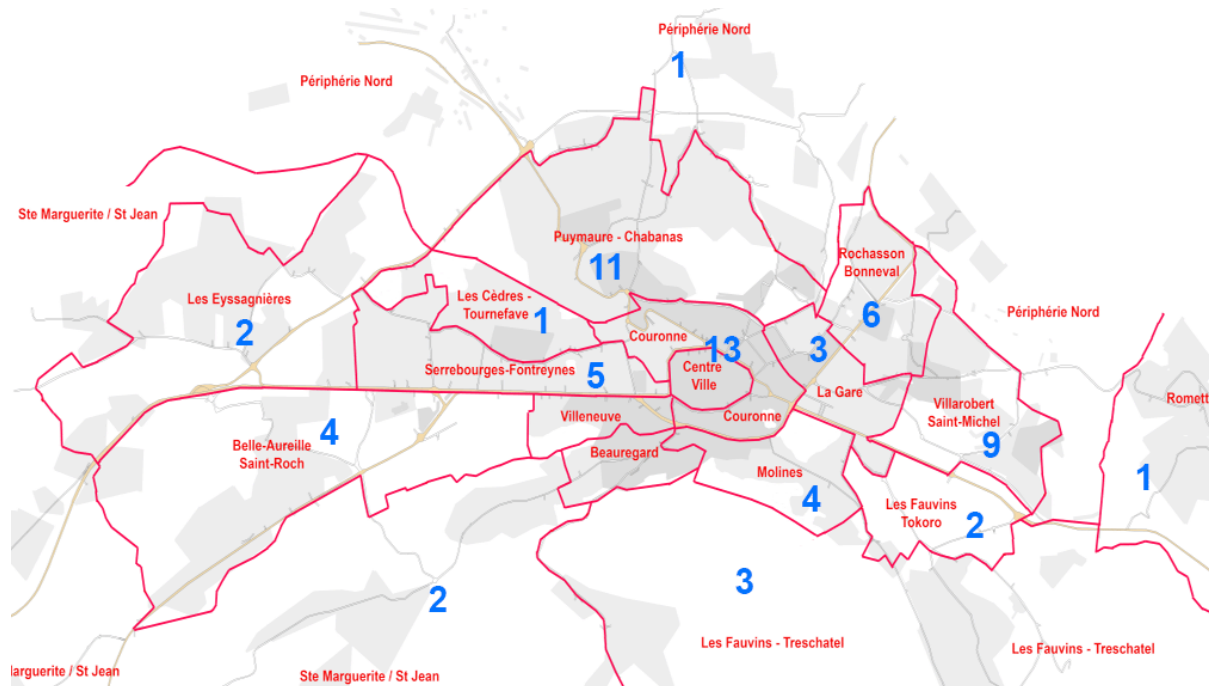 Périphérie Nord
1
Périphérie Nord
Ste Marguerite / St Jean
Puymaure - Chabanas
11
Rochasson
Bonneval
6
Les Eyssagnières
2
Les Cèdres -
Tournefave
1
Périphérie Nord
Couronne
13
3
Serrebourges-Fontreynes
5
Centre
Ville
La Gare
Romett
Villeneuve
Couronne
Villarobert
Saint-Michel
9
4
Belle-Aureille
Saint-Roch
Beauregard
Molines
4
1
Les Fauvins
Tokoro
2
2
3
Les Fauvins - Treschatel
Les Fauvins - Treschatel
arguerite / St Jean
Ste Marguerite / St Jean